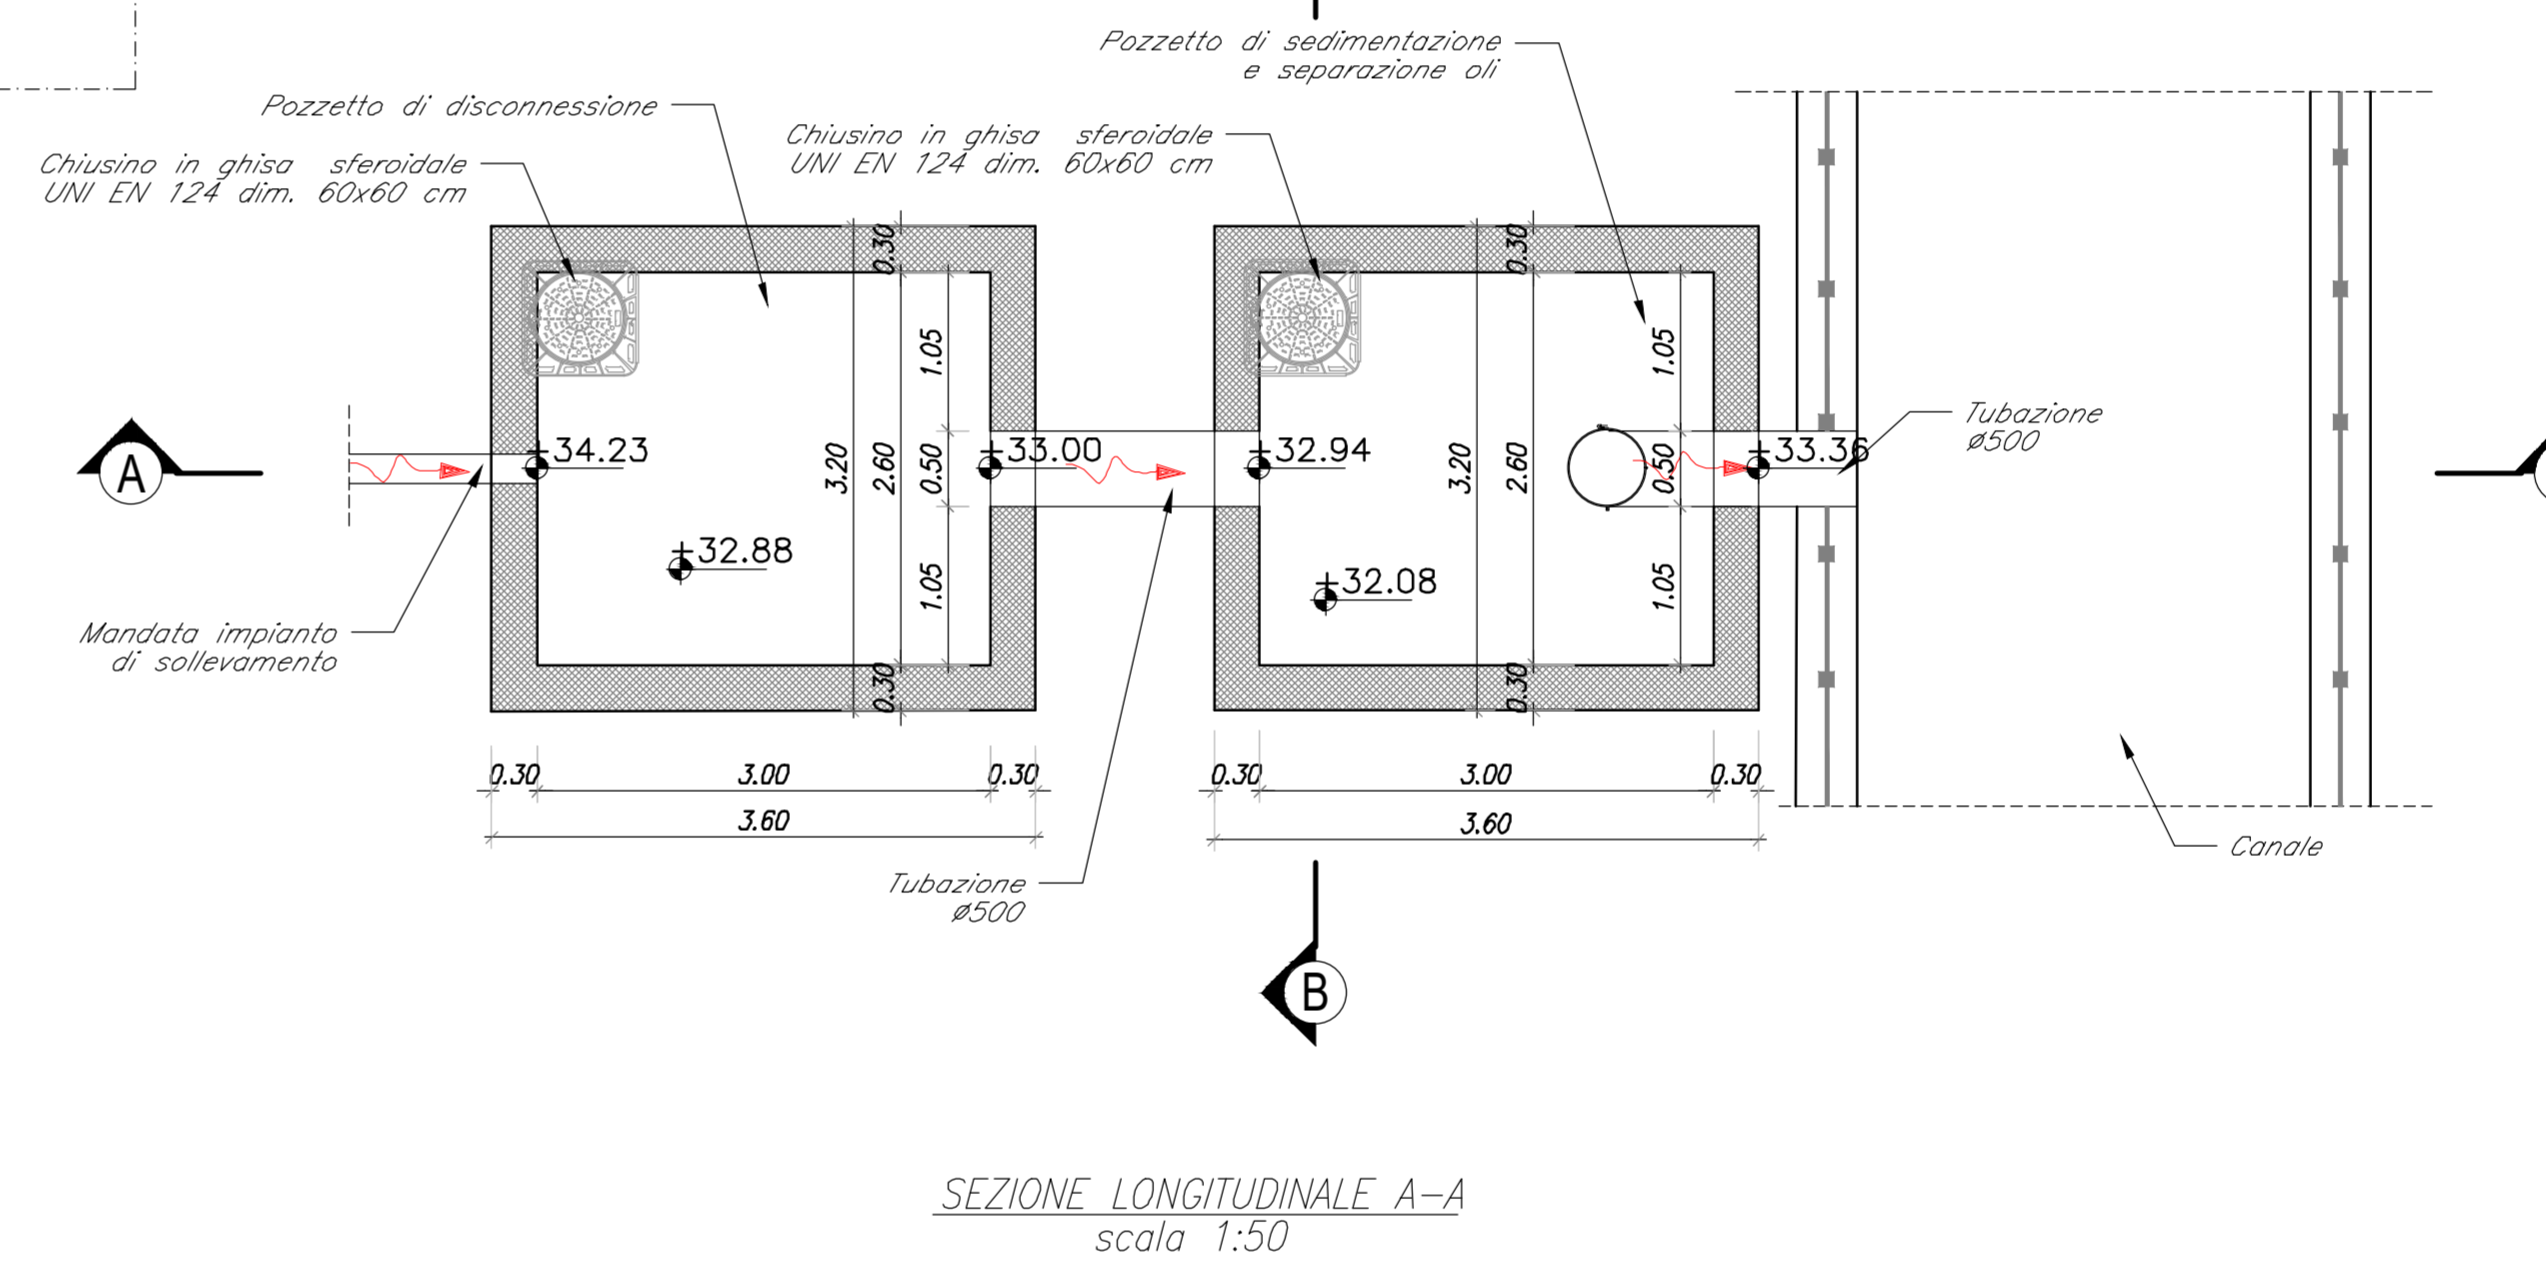 Pozzetto di sedimentazione
e separazione oli
Pozzetto di disconnessione
Chiusino in ghisa sferoidale
UNI EN 124 dim. 60x60 cm
Chiusino in ghisa sferoidale
UNI EN 124 dim. 60x60 cm
0.30
0.30
1.05
1.05
Tubazione
ø500
A
+34.23
3.20
2.60
0.50
+33.00
+32.94
3.20
2.60
0.50
+33.36
+32.88
1.05
+32.08
1.05
Mandata impianto
di sollevamento
0.30
0.30
0.30
3.00
0.30
0.30
3.00
0.30
3.60
3.60
Canale
Tubazione
ø500
B
SEZIONE LONGITUDINALE A-A
scala 1:50